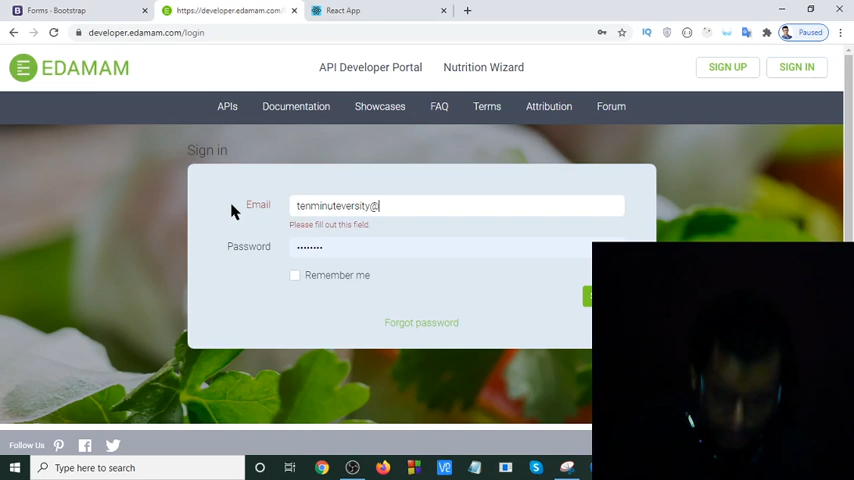 Forms - Bootstrap
https://developer.edamam.com/
React App
developer.edamam.com/login
IQ
Paused
EDAMAM
API Developer Portal
Nutrition Wizard
SIGN UP
SIGN IN
APIs
Documentation
Showcases
FAQ
Terms
Attribution
Forum
Sign in
Email
tenminuteversity@
Please fill out this field.
Password
Remember me
Forgot password
Follow Us
Type here to search